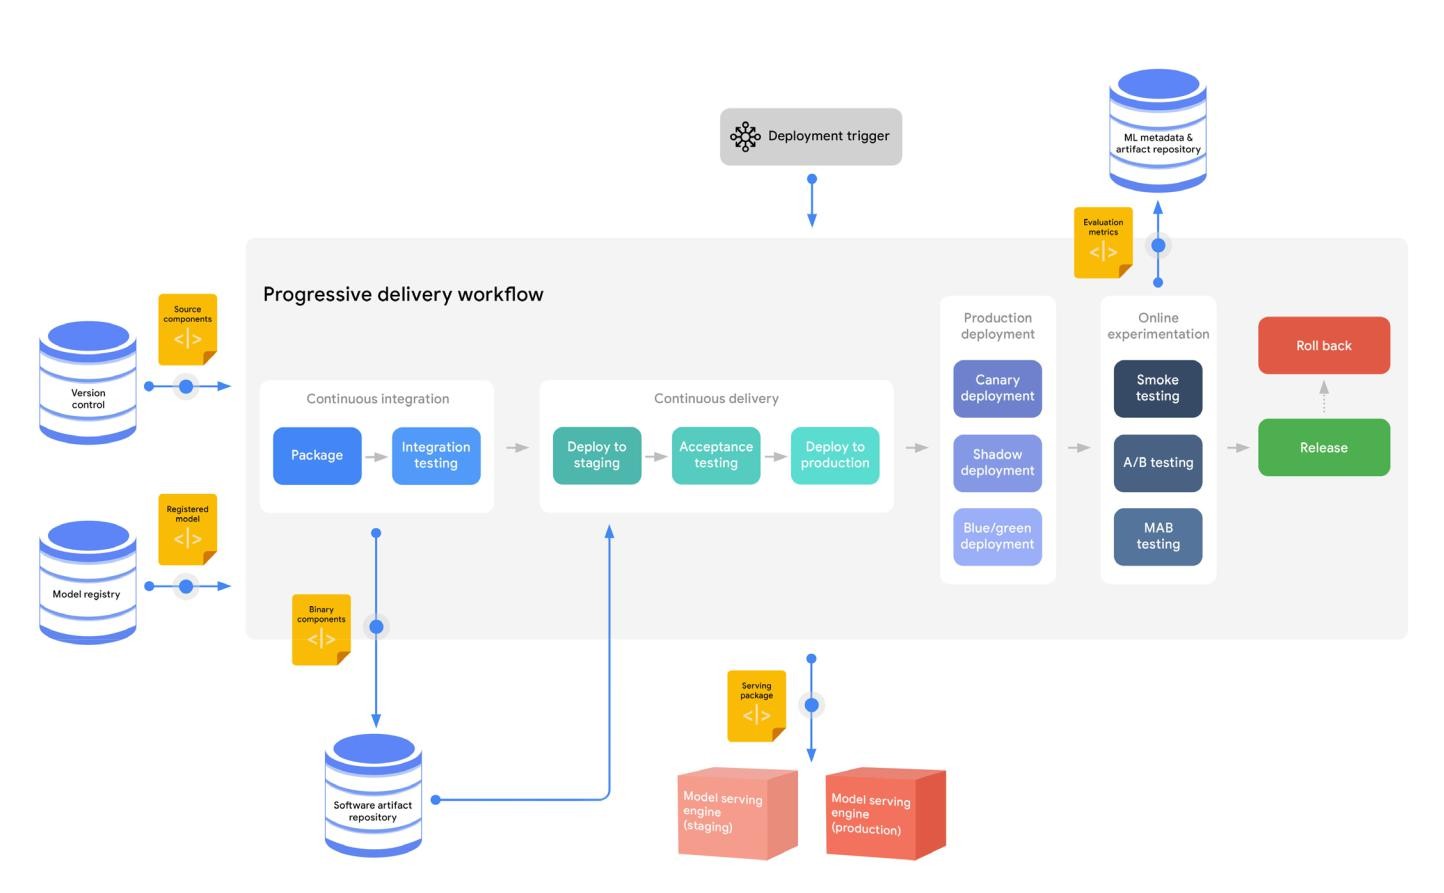 Deployment trigger
ML metadata &
artifact repository
Evaluation
metrics
Progressive delivery workflow
Source
components
Version
control
Registered
model
Model registry
Continuous integration
Package
Integration
testing
Continuous delivery
Deploy to
staging
Acceptance
testing
Deploy to
production
Production
deployment
Canary
deployment
Shadow
deployment
Blue/green
deployment
Online
experimentation
Smoke
testing
A/B testing
MAB
testing
Roll back
Release
Binary
components
Software artifact
repository
Serving
package
Model serving
engine
(staging)
Model serving
engine
(production)